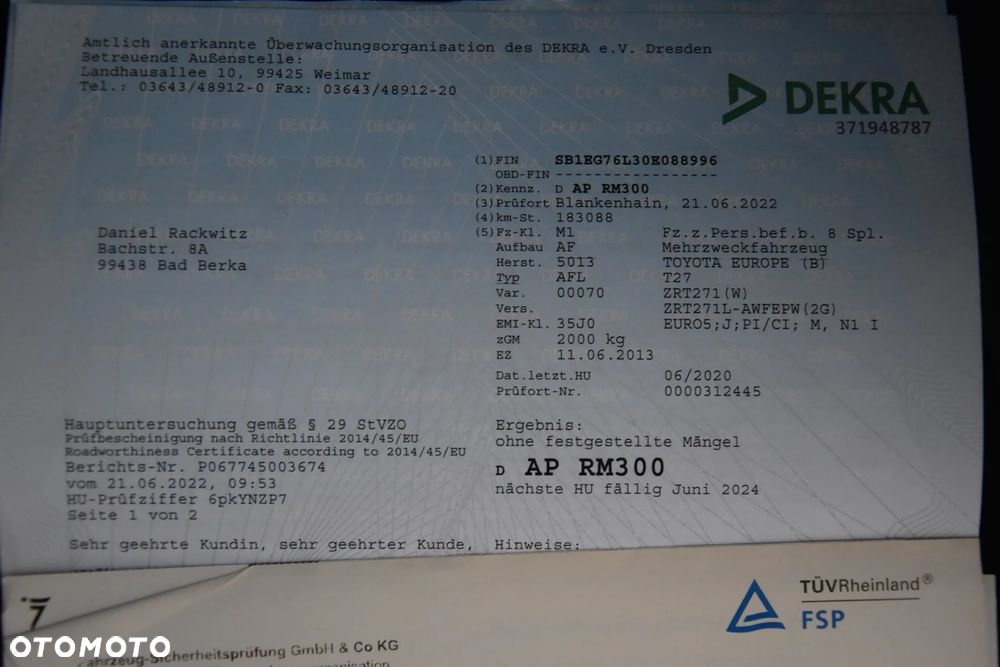 Amtlich anerkannte Überwachungsorganisation des DEKRA e.V. Dresden
Betreuende Außenstelle:
Landhausallee 10, 99425 Weimar
Tel.: 03643/48912-0 Fax: 03643/48912-20
DEKRA
371948787
(1) FIN SB1EG76L30E088996
OBD-FIN -----------------
(2) Kennz. D AP RM300
(3) Prüfort Blankenhain, 21.06.2022
(4) km-St. 183088
(5) Fz-Kl. M1 Fz.z.Pers.bef.b. 8 Spl.
Aufbau AF Mehrzweckfahrzeug
Herst. 5013 TOYOTA EUROPE (B)
Typ AFL T27
Var. 00070 ZRT271(W)
Vers. ZRT271L-AWFEPW(2G)
EMI-Kl. 35J0 EURO5;J;PI/CI; M, N1 I
zGM 2000 kg
EZ 11.06.2013
Dat.letzt.HU 06/2020
Prüfort-Nr. 0000312445
Daniel Rackwitz
Bachstr. 8A
99438 Bad Berka
Hauptuntersuchung gemäß § 29 StVZO
Prüfbescheinigung nach Richtlinie 2014/45/EU
Roadworthiness Certificate according to 2014/45/EU
Berichts-Nr. P067745003674
vom 21.06.2022, 09:53
HU-Prüfziffer 6pkYNZP7
Seite 1 von 2
Ergebnis:
ohne festgestellte Mängel
D AP RM300
nächste HU fällig Juni 2024
Sehr geehrte Kundin, sehr geehrter Kunde,
Hinweise:
TÜVRheinland®
FSP
7
OTOMOTO
Fahrzeug-Sicherheitsprüfung GmbH & Co KG